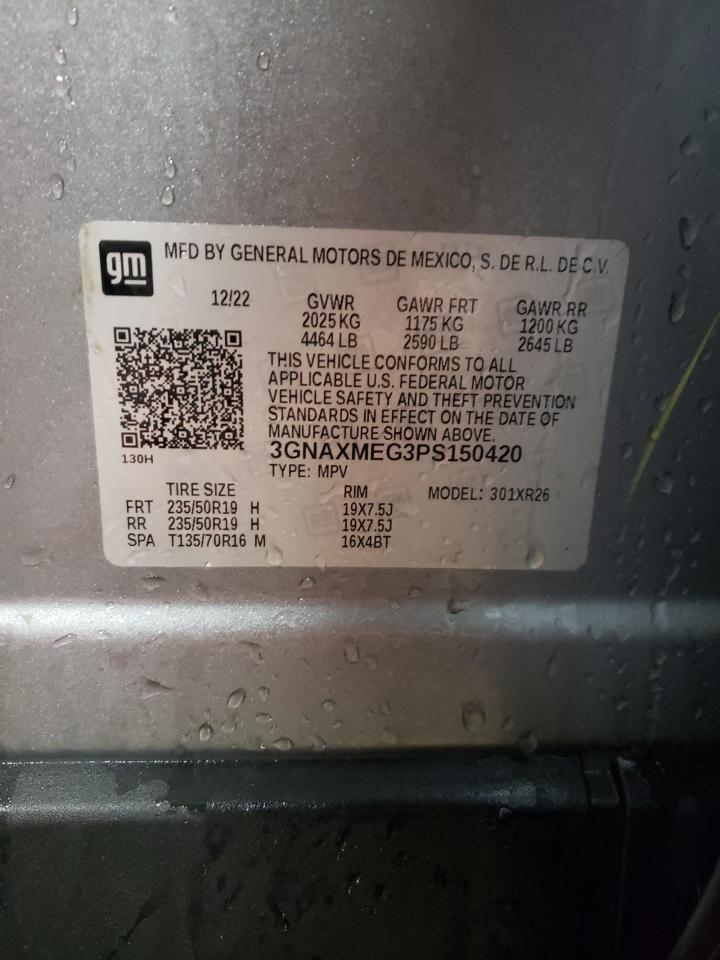 gm
MFD BY GENERAL MOTORS DE MEXICO, S. DE R.L. DE C.V.
12/22 GVWR GAWR FRT GAWR RR
2025 KG 1175 KG 1200 KG
4464 LB 2590 LB 2645 LB
THIS VEHICLE CONFORMS TO ALL
APPLICABLE U.S. FEDERAL MOTOR
VEHICLE SAFETY AND THEFT PREVENTION
STANDARDS IN EFFECT ON THE DATE OF
MANUFACTURE SHOWN ABOVE.
3GNAXMEG3PS150420
130H
TYPE: MPV
TIRE SIZE RIM MODEL: 301XR26
FRT 235/50R19 H 19X7.5J
RR 235/50R19 H 19X7.5J
SPA T135/70R16 M 16X4BT